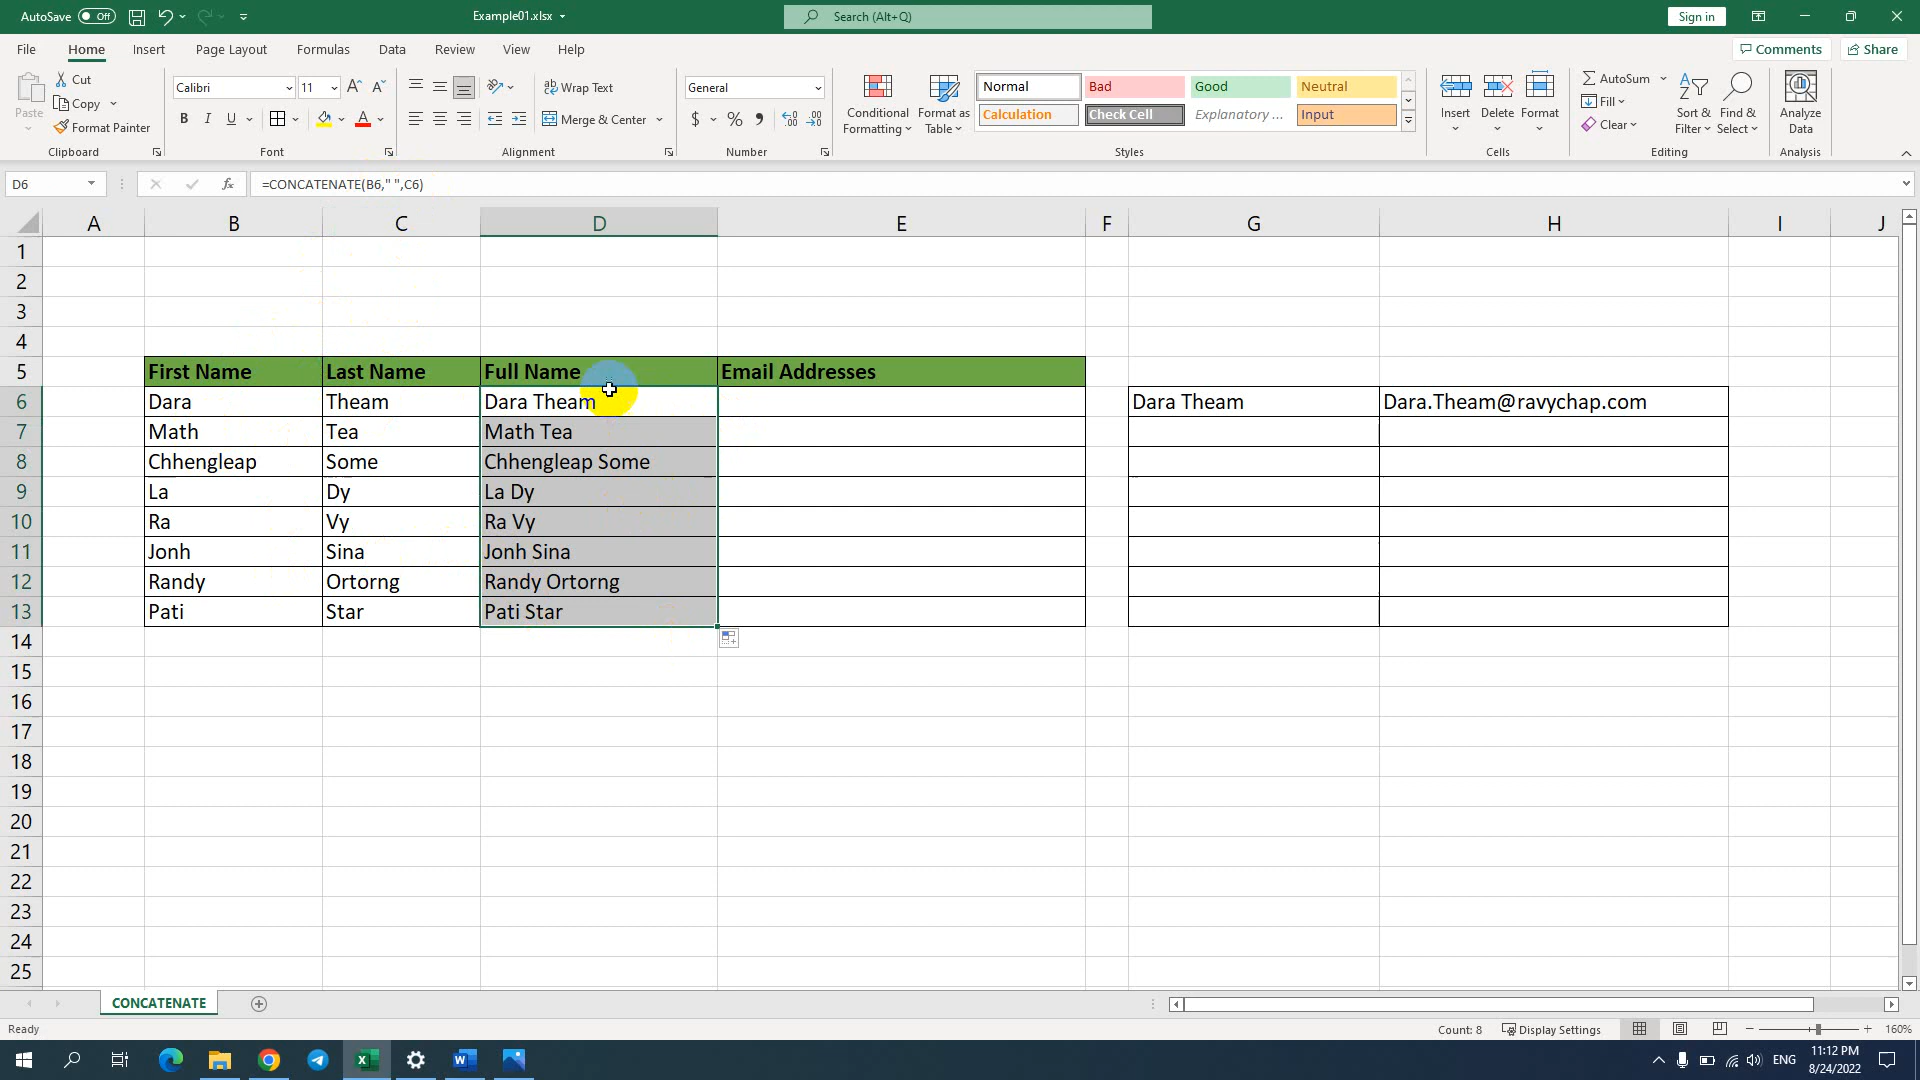 AutoSave Off Example01.xlsx Search (Alt+Q) Sign in
File Home Insert Page Layout Formulas Data Review View Help Comments Share
Paste Cut Copy Format Painter Clipboard
Calibri 11 B I U Font
Wrap Text Merge & Center Alignment
General $ % Number
Conditional Formatting Format as Table
Normal Bad Good Neutral
Calculation Check Cell Explanatory ... Input
Styles
Insert Delete Format Cells
AutoSum Fill Clear Sort & Filter Find & Select Editing
Analyze Data Analysis
D6 fx =CONCATENATE(B6," ",C6)
A B C D E F G H I J
1
2
3
4
5 First Name Last Name Full Name Email Addresses
6 Dara Theam Dara Theam Dara Theam Dara.Theam@ravychap.com
7 Math Tea Math Tea
8 Chhengleap Some Chhengleap Some
9 La Dy La Dy
10 Ra Vy Ra Vy
11 Jonh Sina Jonh Sina
12 Randy Ortorng Randy Ortorng
13 Pati Star Pati Star
14
15
16
17
18
19
20
21
22
23
24
25
CONCATENATE
Ready Count: 8 Display Settings 160%
ENG 11:12 PM
8/24/2022